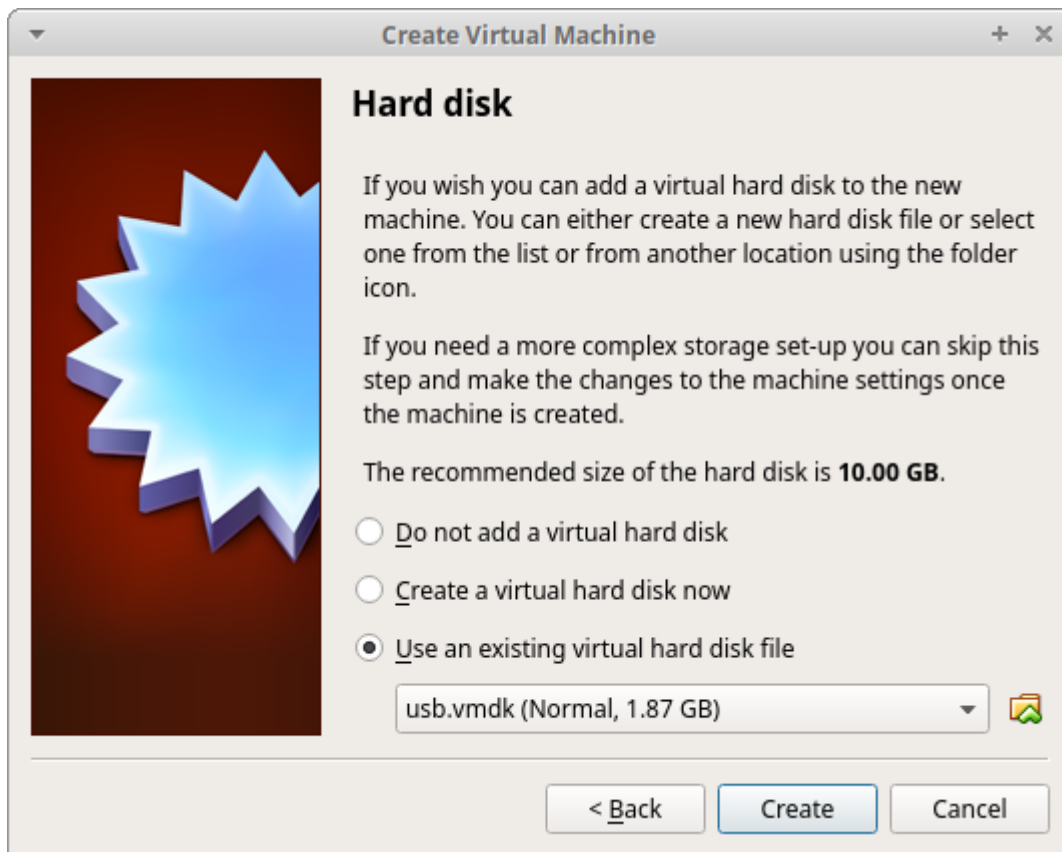 Create Virtual Machine
Hard disk
If you wish you can add a virtual hard disk to the new
machine. You can either create a new hard disk file or select
one from the list or from another location using the folder
icon.
If you need a more complex storage set-up you can skip this
step and make the changes to the machine settings once
the machine is created.
The recommended size of the hard disk is 10.00 GB.
Do not add a virtual hard disk
Create a virtual hard disk now
Use an existing virtual hard disk file
usb.vmdk (Normal, 1.87 GB)
< Back
Create
Cancel